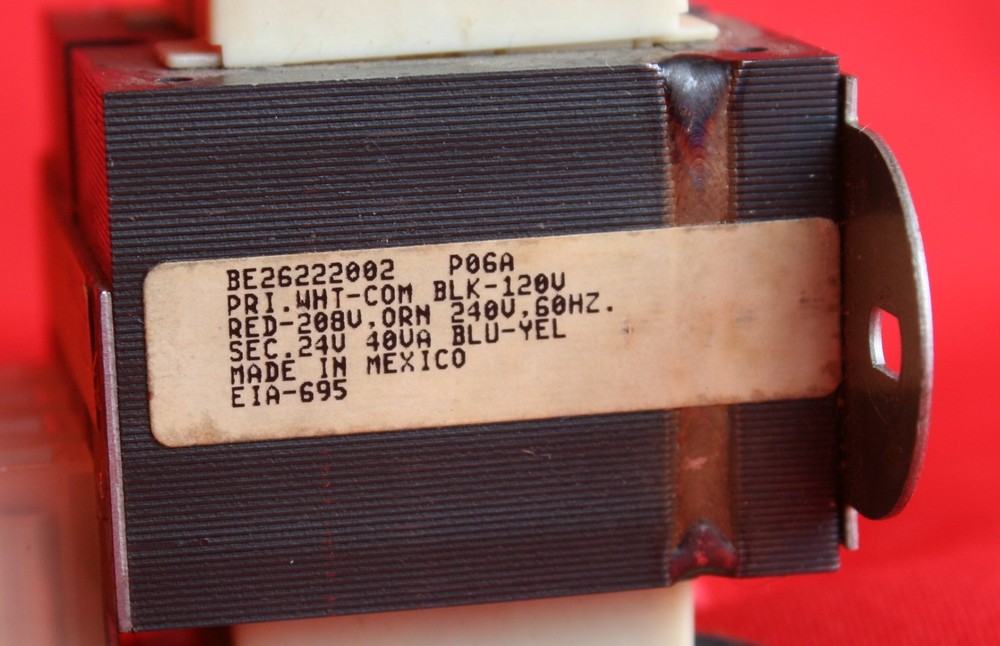 BE26222002 P06A
PRI.WHT-COM BLK-120V
RED-208V,ORN 240V,60HZ.
SEC.24V 40VA BLU-YEL
MADE IN MEXICO
EIA-695